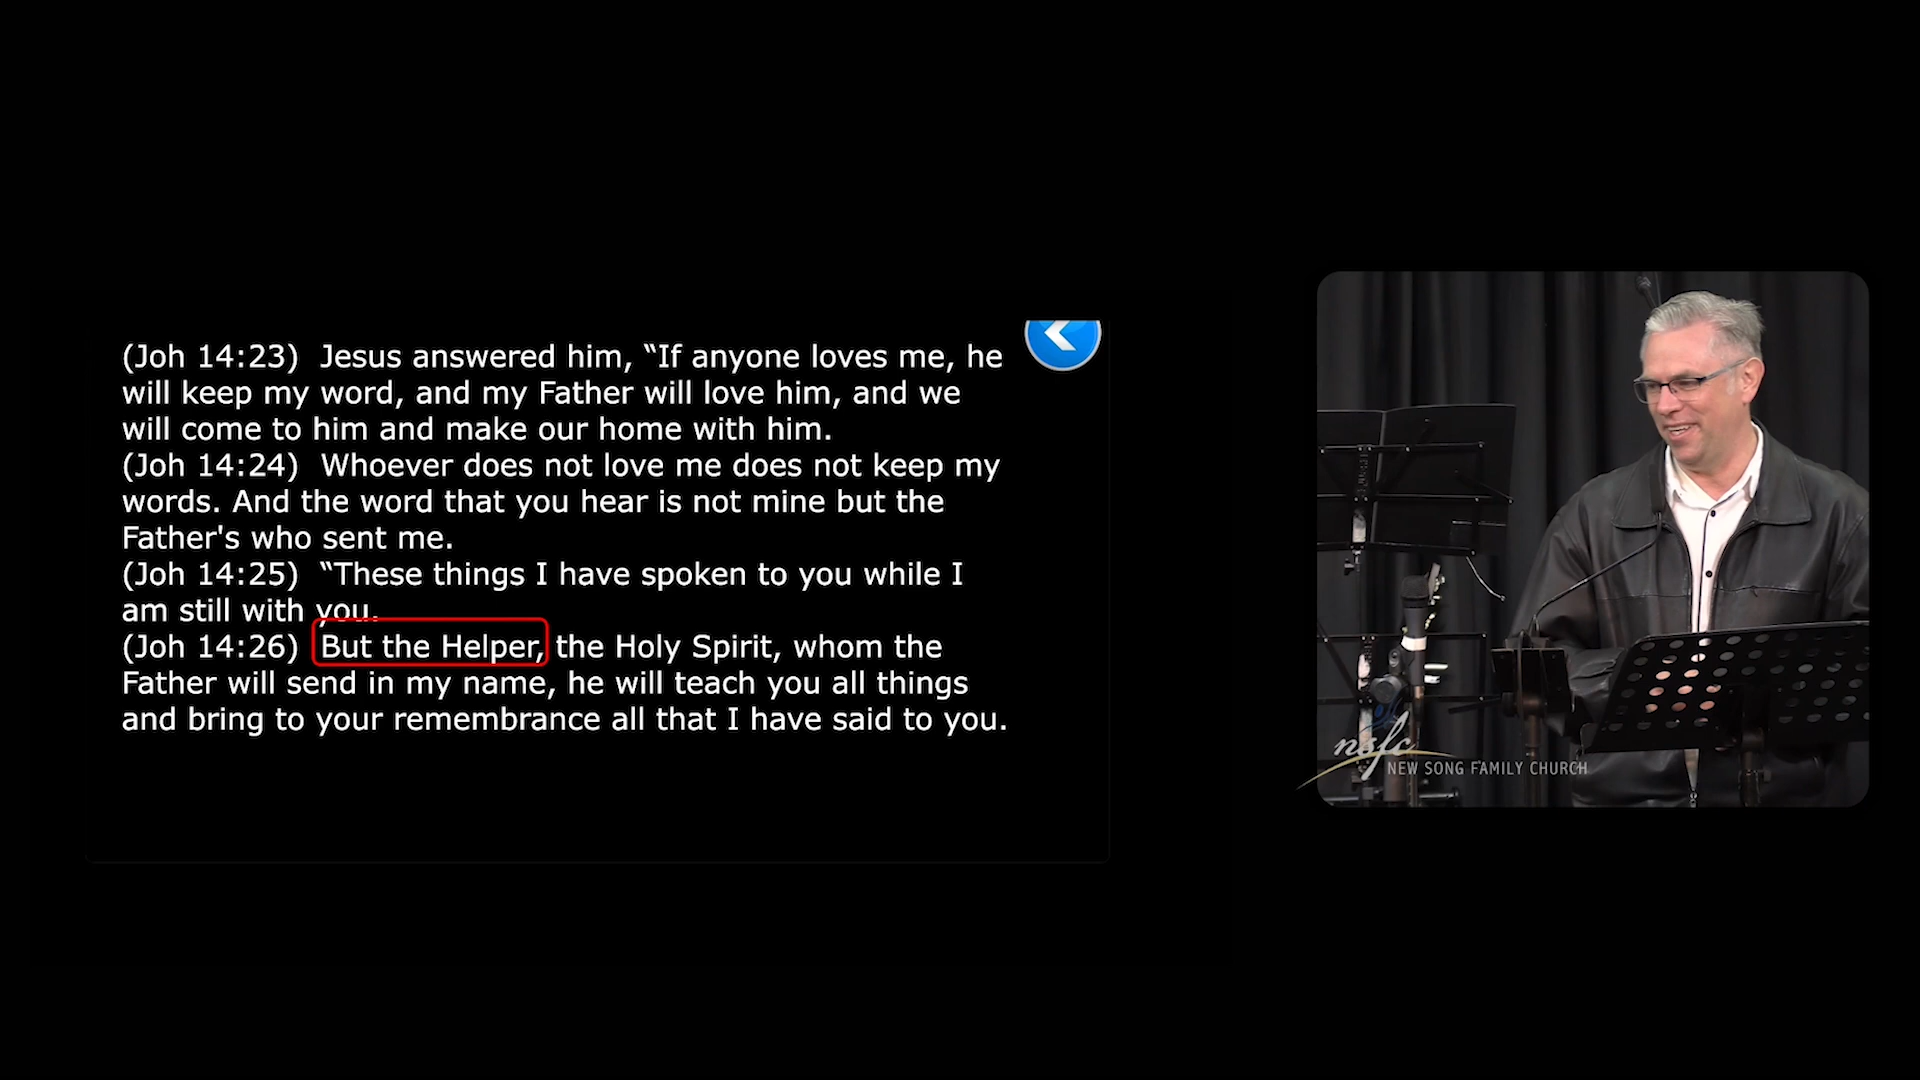 (Joh 14:23)  Jesus answered him, “If anyone loves me, he
will keep my word, and my Father will love him, and we
will come to him and make our home with him.
(Joh 14:24)  Whoever does not love me does not keep my
words. And the word that you hear is not mine but the
Father's who sent me.
(Joh 14:25)  “These things I have spoken to you while I
am still with you.
(Joh 14:26)  But the Helper, the Holy Spirit, whom the
Father will send in my name, he will teach you all things
and bring to your remembrance all that I have said to you.
nsfc
NEW SONG FAMILY CHURCH